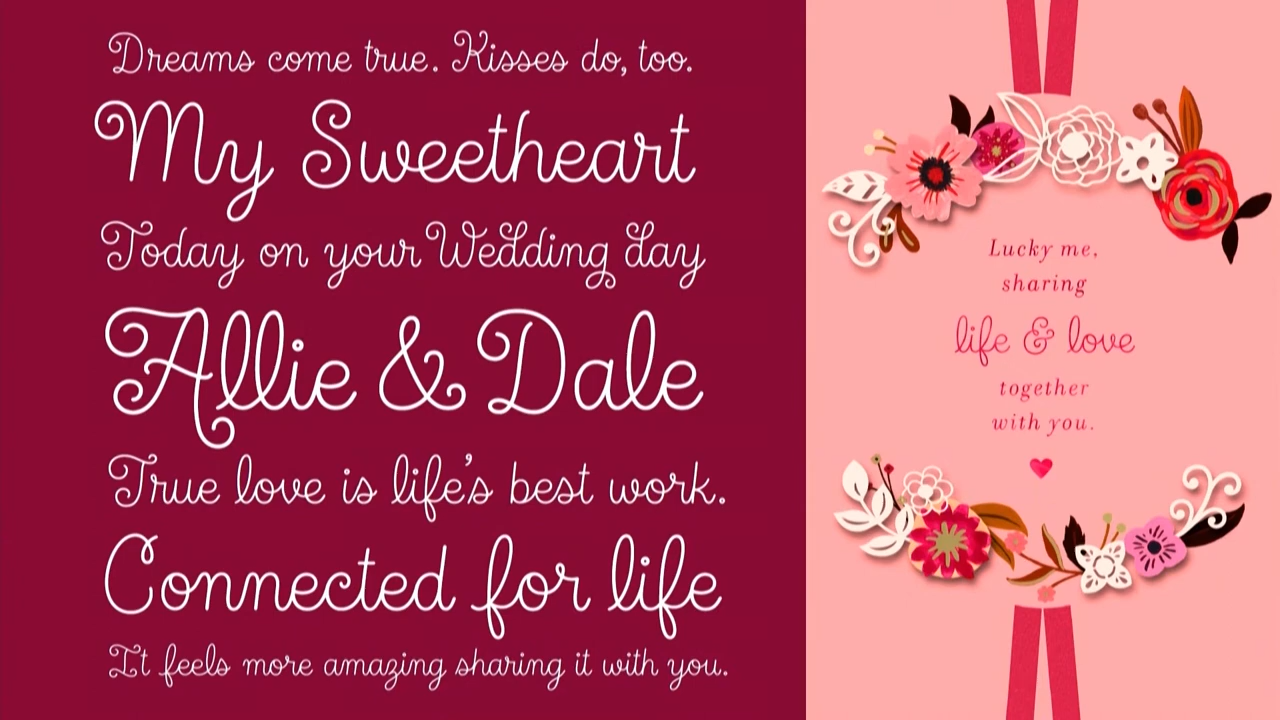 Dreams come true. Kisses do, too.
My Sweetheart
Today on your Wedding day
Allie & Dale
True love is life's best work.
Connected for life
It feels more amazing sharing it with you.
Lucky me,
sharing
life & love
together
with you.